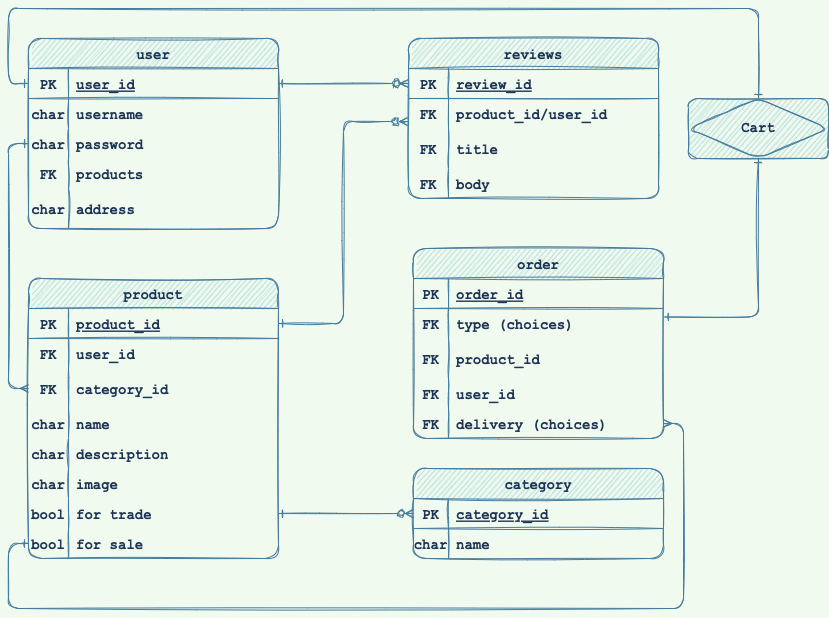 user
PK user_id
char username
char password
FK products
char address
reviews
PK review_id
FK product_id/user_id
FK title
FK body
Cart
product
PK product_id
FK user_id
FK category_id
char name
char description
char image
bool for trade
bool for sale
order
PK order_id
FK type (choices)
FK product_id
FK user_id
FK delivery (choices)
category
PK category_id
char name